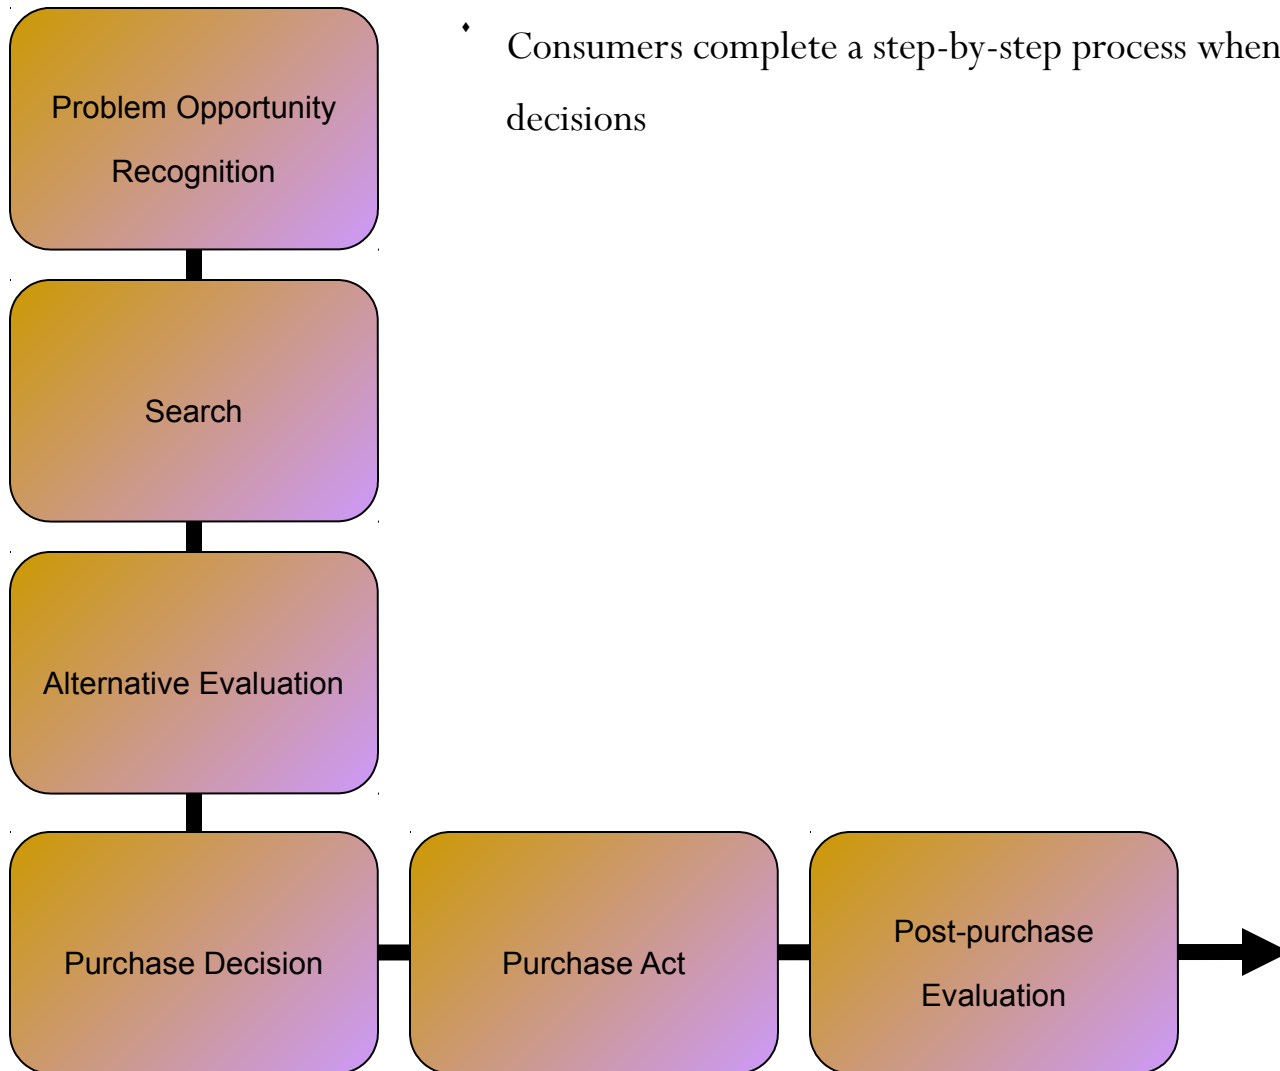 Consumers complete a step-by-step process when
decisions
Problem Opportunity
Recognition
Search
Alternative Evaluation
Purchase Decision
Purchase Act
Post-purchase
Evaluation